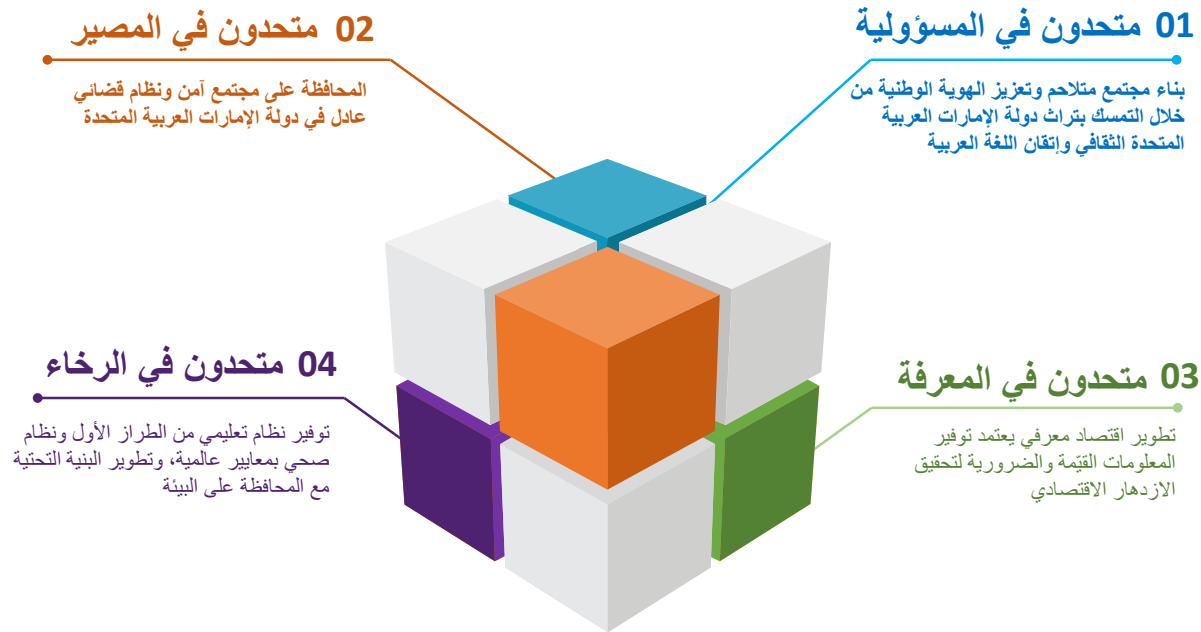 01 متحدون في المسؤولية
بناء مجتمع متلاحم وتعزيز الهوية الوطنية من
خلال التمسك بتراث دولة الإمارات العربية
المتحدة الثقافي وإتقان اللغة العربية
02 متحدون في المصير
المحافظة على مجتمع آمن ونظام قضائي
عادل في دولة الإمارات العربية المتحدة
03 متحدون في المعرفة
تطوير اقتصاد معرفي يعتمد توفير
المعلومات القيّمة والضرورية لتحقيق
الازدهار الاقتصادي
04 متحدون في الرخاء
توفير نظام تعليمي من الطراز الأول ونظام
صحي بمعايير عالمية، وتطوير البنية التحتية
مع المحافظة على البيئة